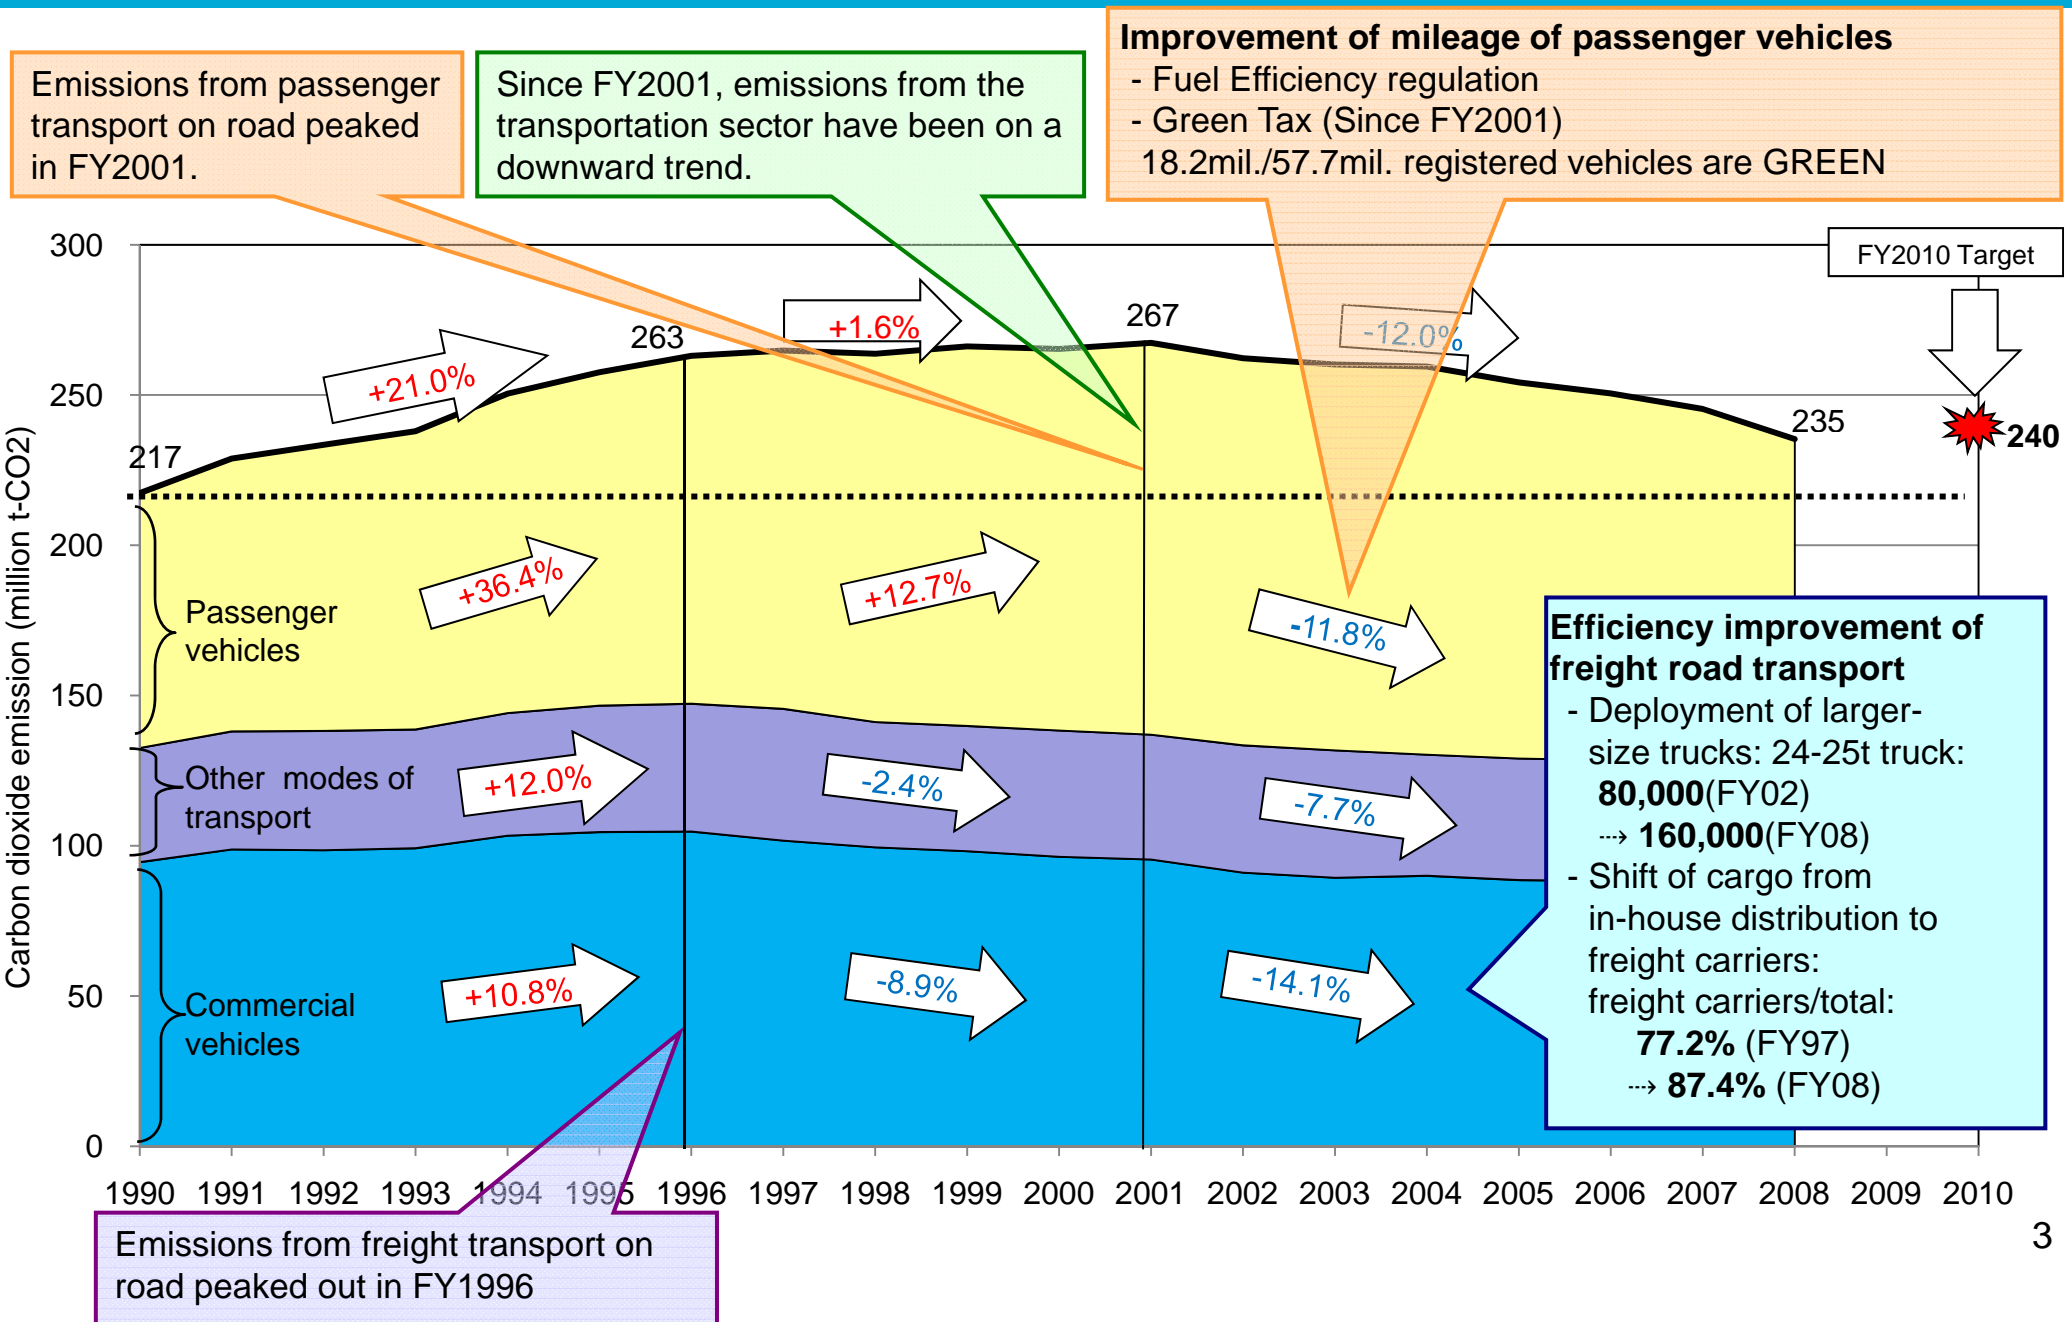 Improvement of mileage of passenger vehicles
- Fuel Efficiency regulation
- Green Tax (Since FY2001)
18.2mil./57.7mil. registered vehicles are GREEN
Emissions from passenger
transport on road peaked
in FY2001.
Since FY2001, emissions from the
transportation sector have been on a
downward trend.
FY2010 Target
300
250
200
150
100
50
0
Carbon dioxide emission (million t-CO2)
217
263
267
235
240
+21.0%
+1.6%
-12.0%
+36.4%
+12.7%
-11.8%
Passenger
vehicles
+12.0%
-2.4%
-7.7%
Other modes of
transport
+10.8%
-8.9%
-14.1%
Commercial
vehicles
Efficiency improvement of
freight road transport
- Deployment of larger-
size trucks: 24-25t truck:
80,000(FY02)
⇢ 160,000(FY08)
- Shift of cargo from
in-house distribution to
freight carriers:
freight carriers/total:
77.2% (FY97)
⇢ 87.4% (FY08)
1990 1991 1992 1993 1994 1995 1996 1997 1998 1999 2000 2001 2002 2003 2004 2005 2006 2007 2008 2009 2010
Emissions from freight transport on
road peaked out in FY1996
3